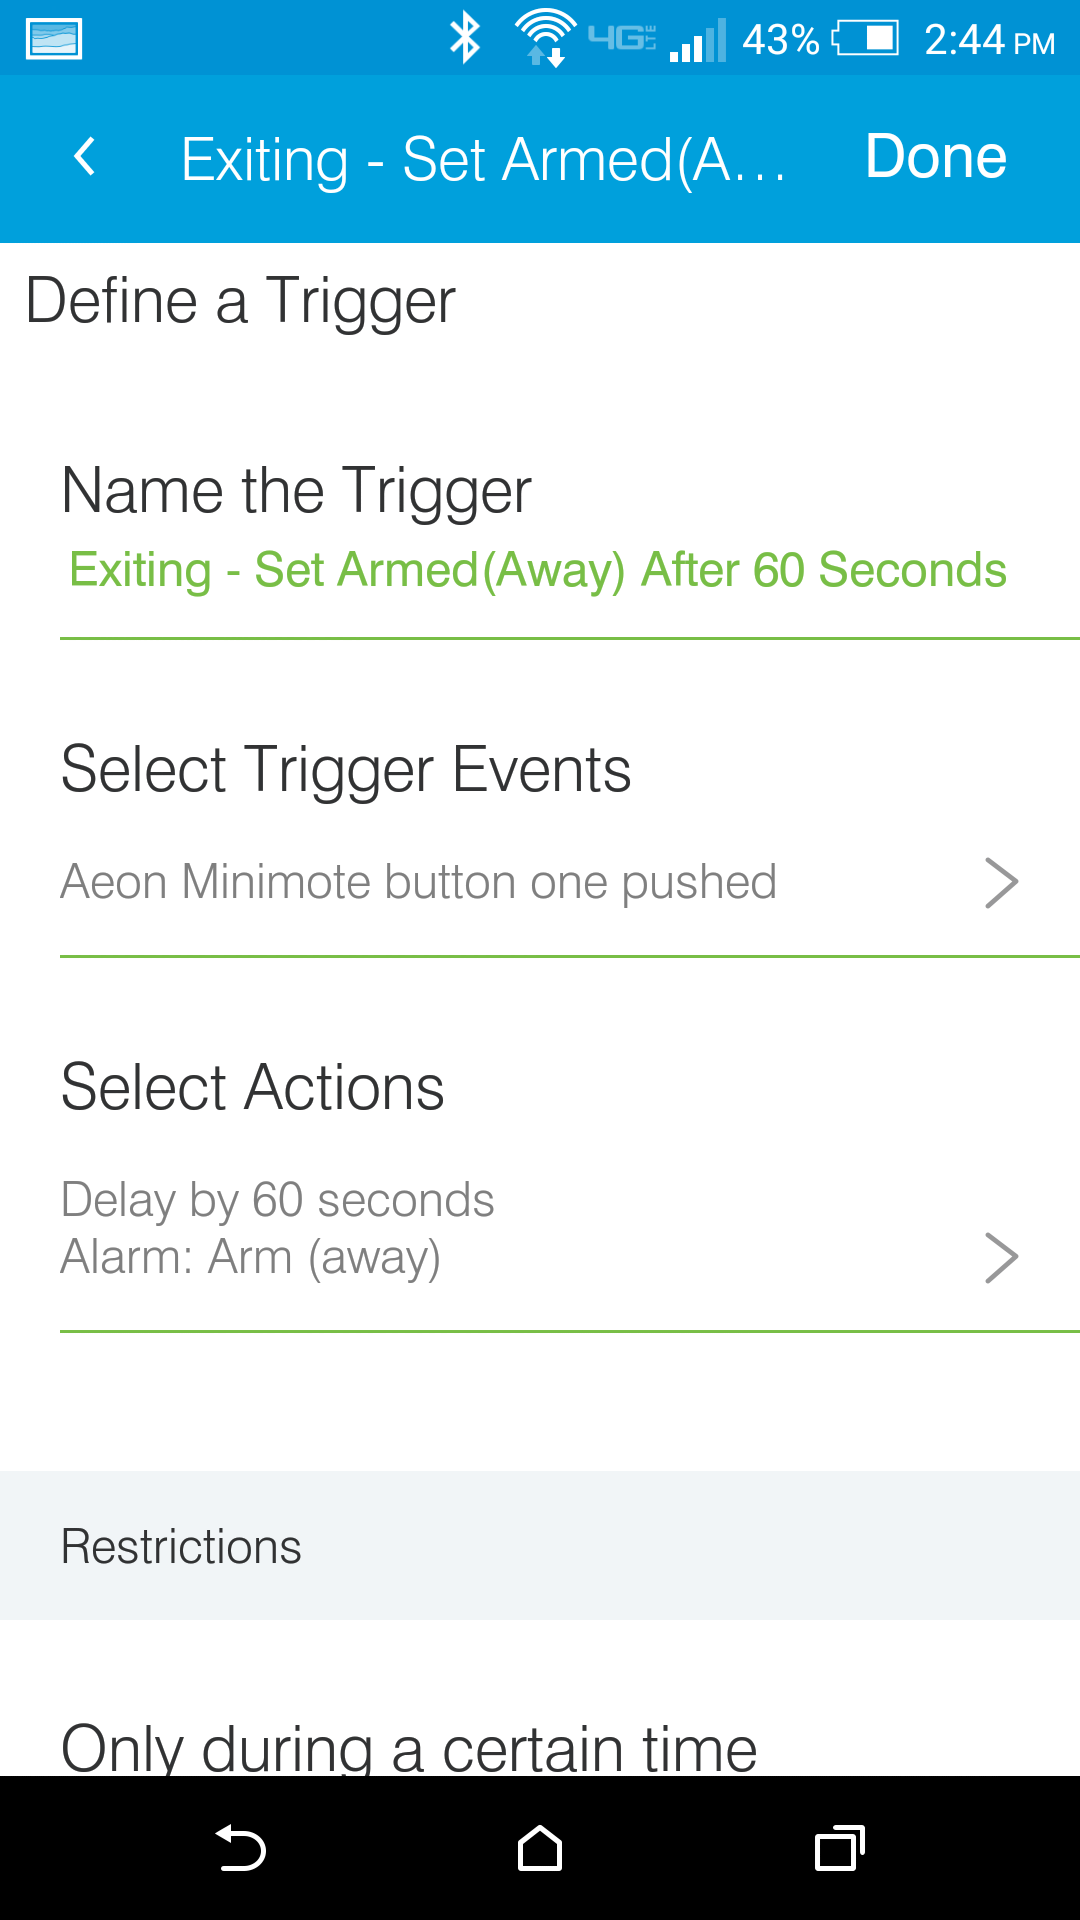 4G LTE 43% 2:44 PM
Exiting - Set Armed(A... Done
Define a Trigger
Name the Trigger
Exiting - Set Armed(Away) After 60 Seconds
Select Trigger Events
Aeon Minimote button one pushed
Select Actions
Delay by 60 seconds
Alarm: Arm (away)
Restrictions
Only during a certain time